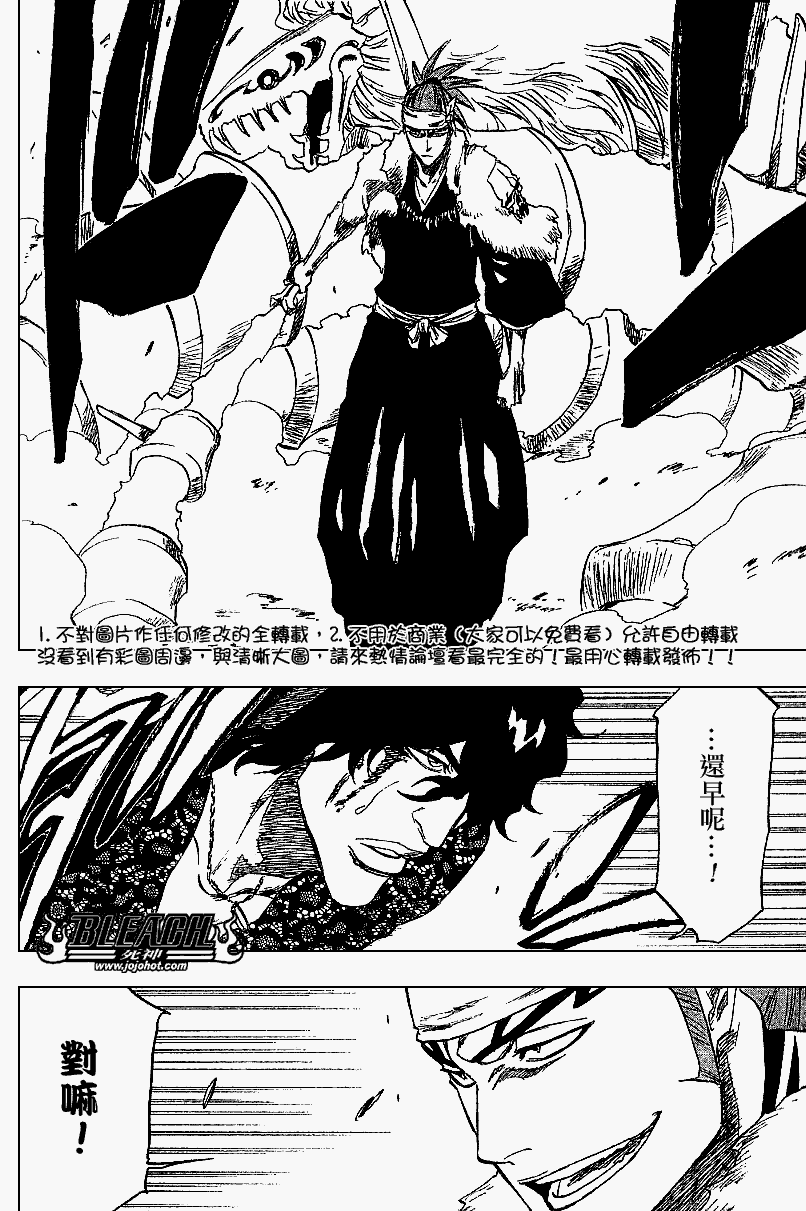 1. 不對圖片作任何修改的全轉載，2. 不用於商業（大家可以免費看）允許自由轉載
沒看到有彩圖周邊，與清晰大圖，請來熱情論壇看最完全的！最用心轉載發佈！！
…還早呢…！
BLEACH
死神
www.jojohot.com
對嘛！